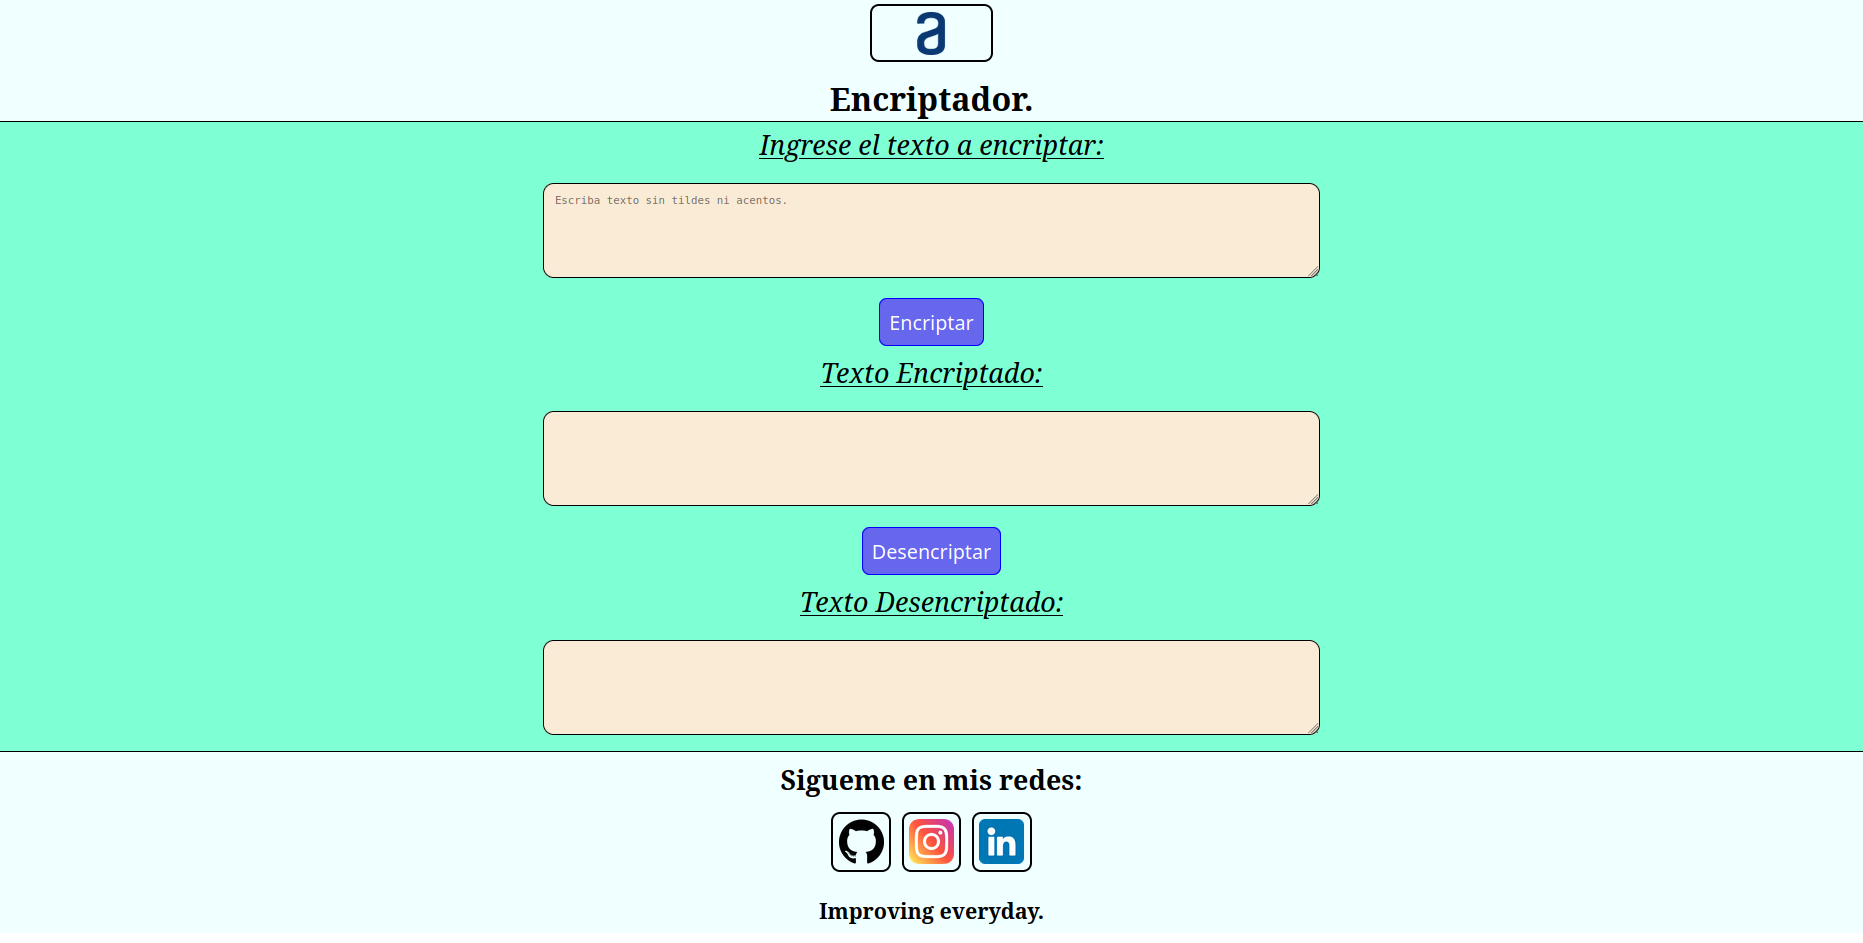 a
Encriptador.
Ingrese el texto a encriptar:
Escriba texto sin tildes ni acentos.
Encriptar
Texto Encriptado:
Desencriptar
Texto Desencriptado:
Sigueme en mis redes:
in
Improving everyday.